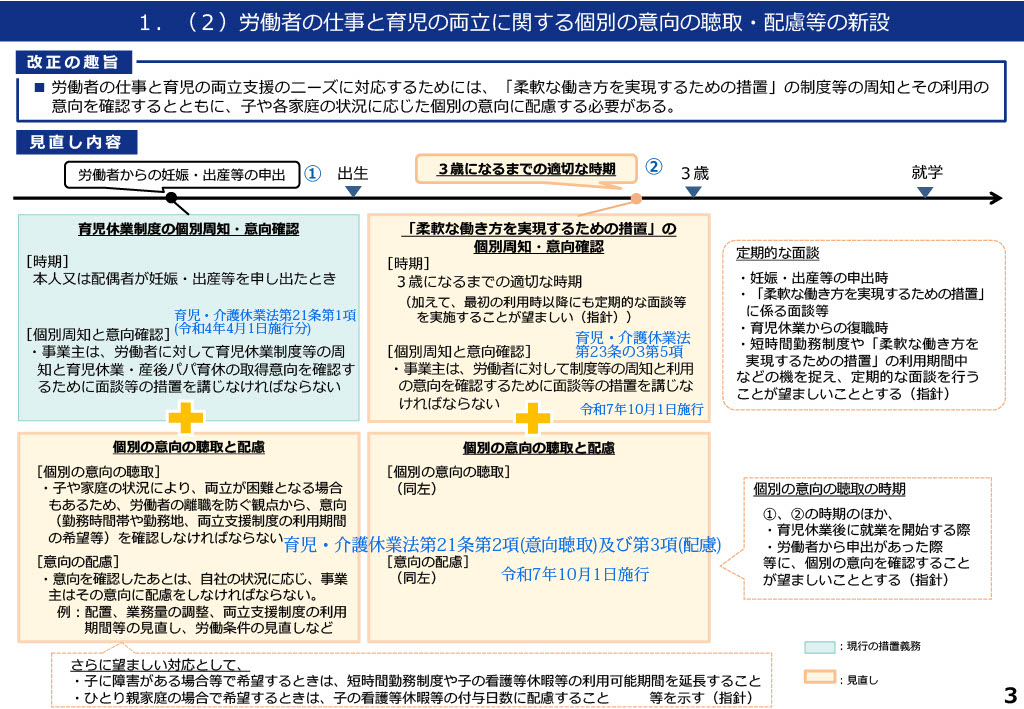 １．（２）労働者の仕事と育児の両立に関する個別の意向の聴取・配慮等の新設
改正の趣旨
■ 労働者の仕事と育児の両立支援のニーズに対応するためには、「柔軟な働き方を実現するための措置」の制度等の周知とその利用の
意向を確認するとともに、子や各家庭の状況に応じた個別の意向に配慮する必要がある。
見直し内容
労働者からの妊娠・出産等の申出
①
出生
３歳になるまでの適切な時期
②
３歳
就学
育児休業制度の個別周知・意向確認
［時期］
本人又は配偶者が妊娠・出産等を申し出たとき
育児・介護休業法第21条第1項
(令和4年4月1日施行分)
［個別周知と意向確認］
・事業主は、労働者に対して育児休業制度等の周
知と育児休業・産後パパ育休の取得意向を確認す
るために面談等の措置を講じなければならない
「柔軟な働き方を実現するための措置」の
個別周知・意向確認
［時期］
３歳になるまでの適切な時期
（加えて、最初の利用時以降にも定期的な面談等
を実施することが望ましい（指針））
育児・介護休業法
第23条の3第5項
［個別周知と意向確認］
・事業主は、労働者に対して制度等の周知と利用
の意向を確認するために面談等の措置を講じな
ければならない
令和7年10月1日施行
定期的な面談
・妊娠・出産等の申出時
・「柔軟な働き方を実現するための措置」
に係る面談等
・育児休業からの復職時
・短時間勤務制度や「柔軟な働き方を
実現するための措置」の利用期間中
などの機を捉え、定期的な面談を行う
ことが望ましいこととする（指針）
個別の意向の聴取と配慮
［個別の意向の聴取］
・子や家庭の状況により、両立が困難となる場合
もあるため、労働者の離職を防ぐ観点から、意向
（勤務時間帯や勤務地、両立支援制度の利用期間
の希望等）を確認しなければならない
［意向の配慮］
・意向を確認したあとは、自社の状況に応じ、事業
主はその意向に配慮をしなければならない。
例：配置、業務量の調整、両立支援制度の利用
期間等の見直し、労働条件の見直しなど
個別の意向の聴取と配慮
［個別の意向の聴取］
（同左）
育児・介護休業法第21条第2項(意向聴取)及び第3項(配慮)
［意向の配慮］
（同左）
令和7年10月1日施行
個別の意向の聴取の時期
①、②の時期のほか、
・育児休業後に就業を開始する際
・労働者から申出があった際
等に、個別の意向を確認すること
が望ましいこととする（指針）
さらに望ましい対応として、
・子に障害がある場合等で希望するときは、短時間勤務制度や子の看護等休暇等の利用可能期間を延長すること
・ひとり親家庭の場合で希望するときは、子の看護等休暇等の付与日数に配慮すること　　等を示す（指針）
：現行の措置義務
：見直し
3